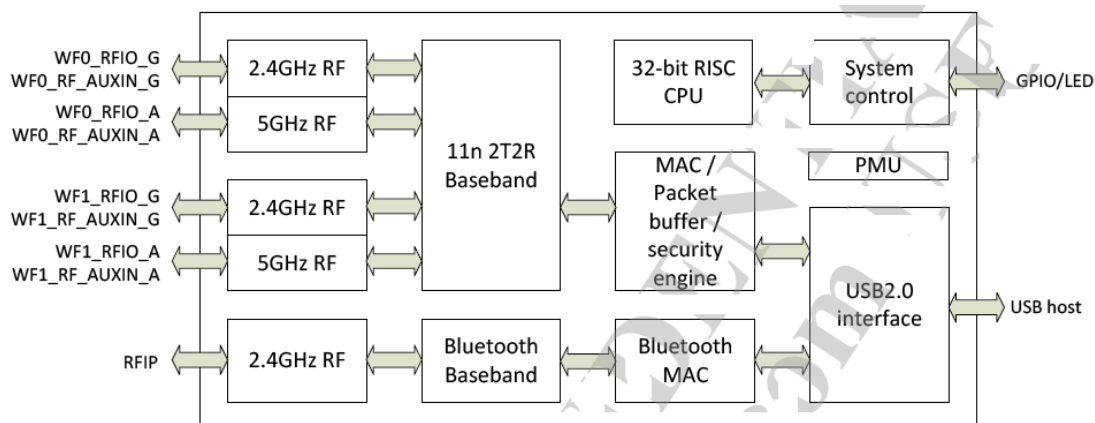 WF0_RFIO_G
WF0_RF_AUXIN_G
2.4GHz RF
WF0_RFIO_A
WF0_RF_AUXIN_A
5GHz RF
11n 2T2R
Baseband
32-bit RISC
CPU
System
control
GPIO/LED
MAC /
Packet
buffer /
security
engine
PMU
WF1_RFIO_G
WF1_RF_AUXIN_G
2.4GHz RF
WF1_RFIO_A
WF1_RF_AUXIN_A
5GHz RF
USB2.0
interface
USB host
RFIP
2.4GHz RF
Bluetooth
Baseband
Bluetooth
MAC